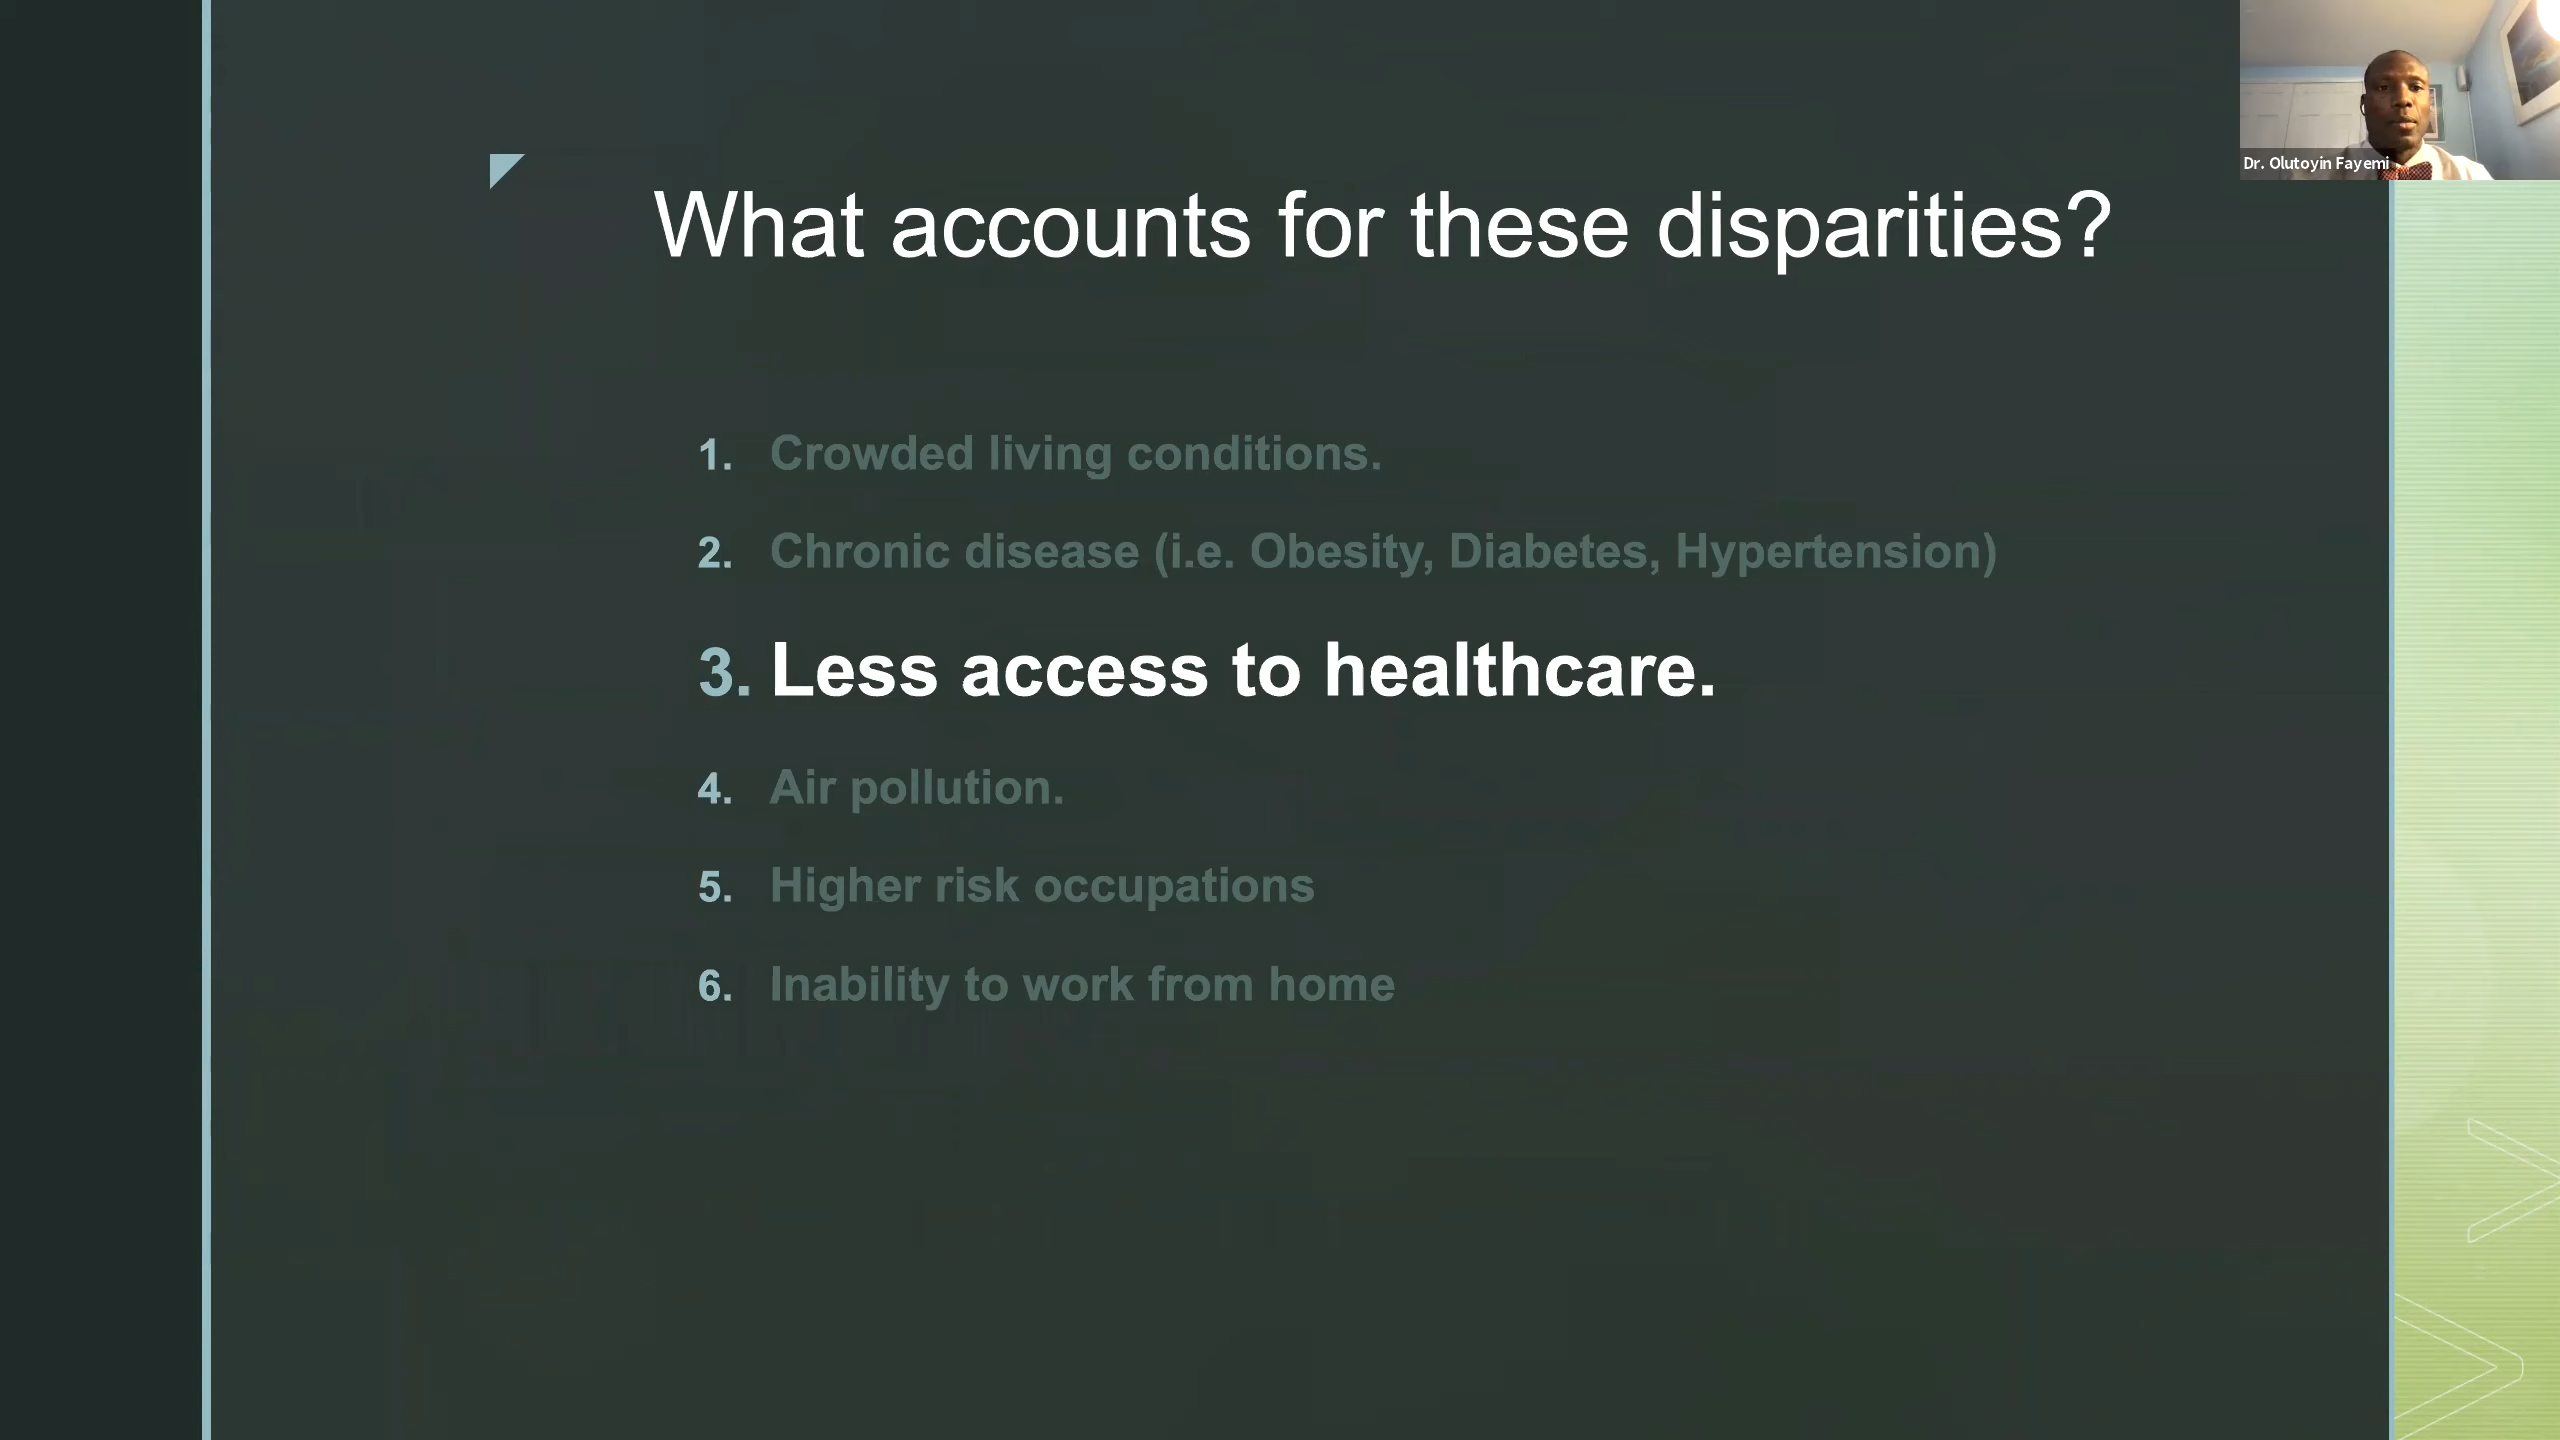 Dr. Olutoyin Fayemi
What accounts for these disparities?
1. Crowded living conditions.
2. Chronic disease (i.e. Obesity, Diabetes, Hypertension)
3. Less access to healthcare.
4. Air pollution.
5. Higher risk occupations
6. Inability to work from home